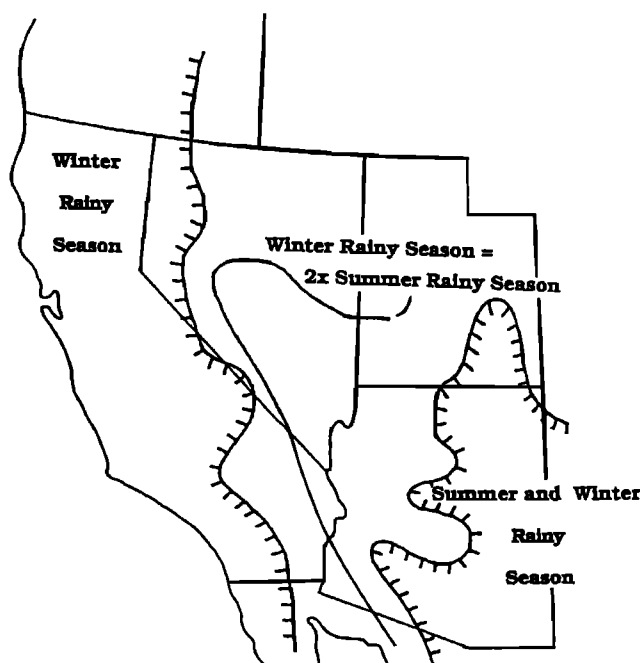 Winter
Rainy
Season
Winter Rainy Season =
2x Summer Rainy Season
Summer and Winter
Rainy
Season